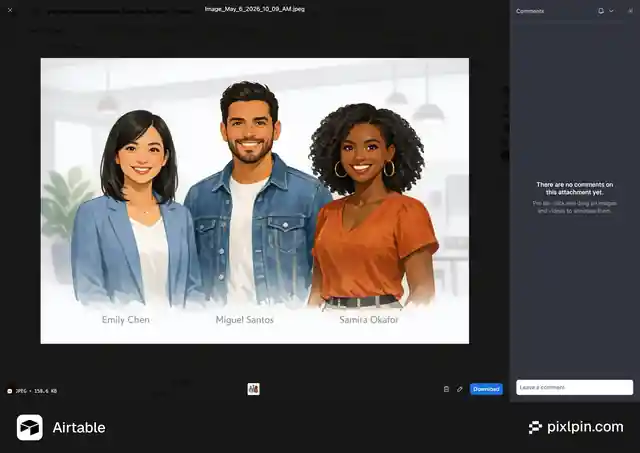 Image_May_6_2026_10_09_AM.jpeg
Comments
Emily Chen
Miguel Santos
Samira Okafor
There are no comments on
this attachment yet.
JPEG • 158.6 KB
Download
Leave a comment
Airtable
pixlpin.com